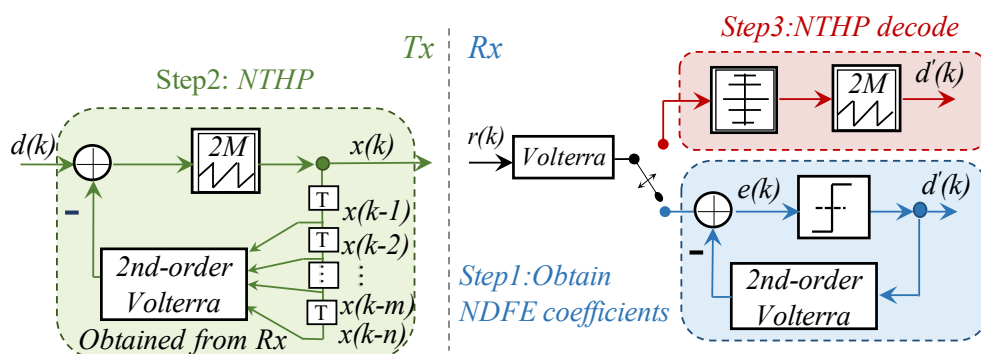 Tx
Rx
Step2: NTHP
d(k)
2M
x(k)
T
x(k-1)
T
x(k-2)
⋮
⋮
x(k-m)
T
x(k-n)
2nd-order
Volterra
Obtained from Rx
Step3:NTHP decode
2M
d'(k)
r(k)
Volterra
e(k)
d'(k)
2nd-order
Volterra
Step1:Obtain
NDFE coefficients